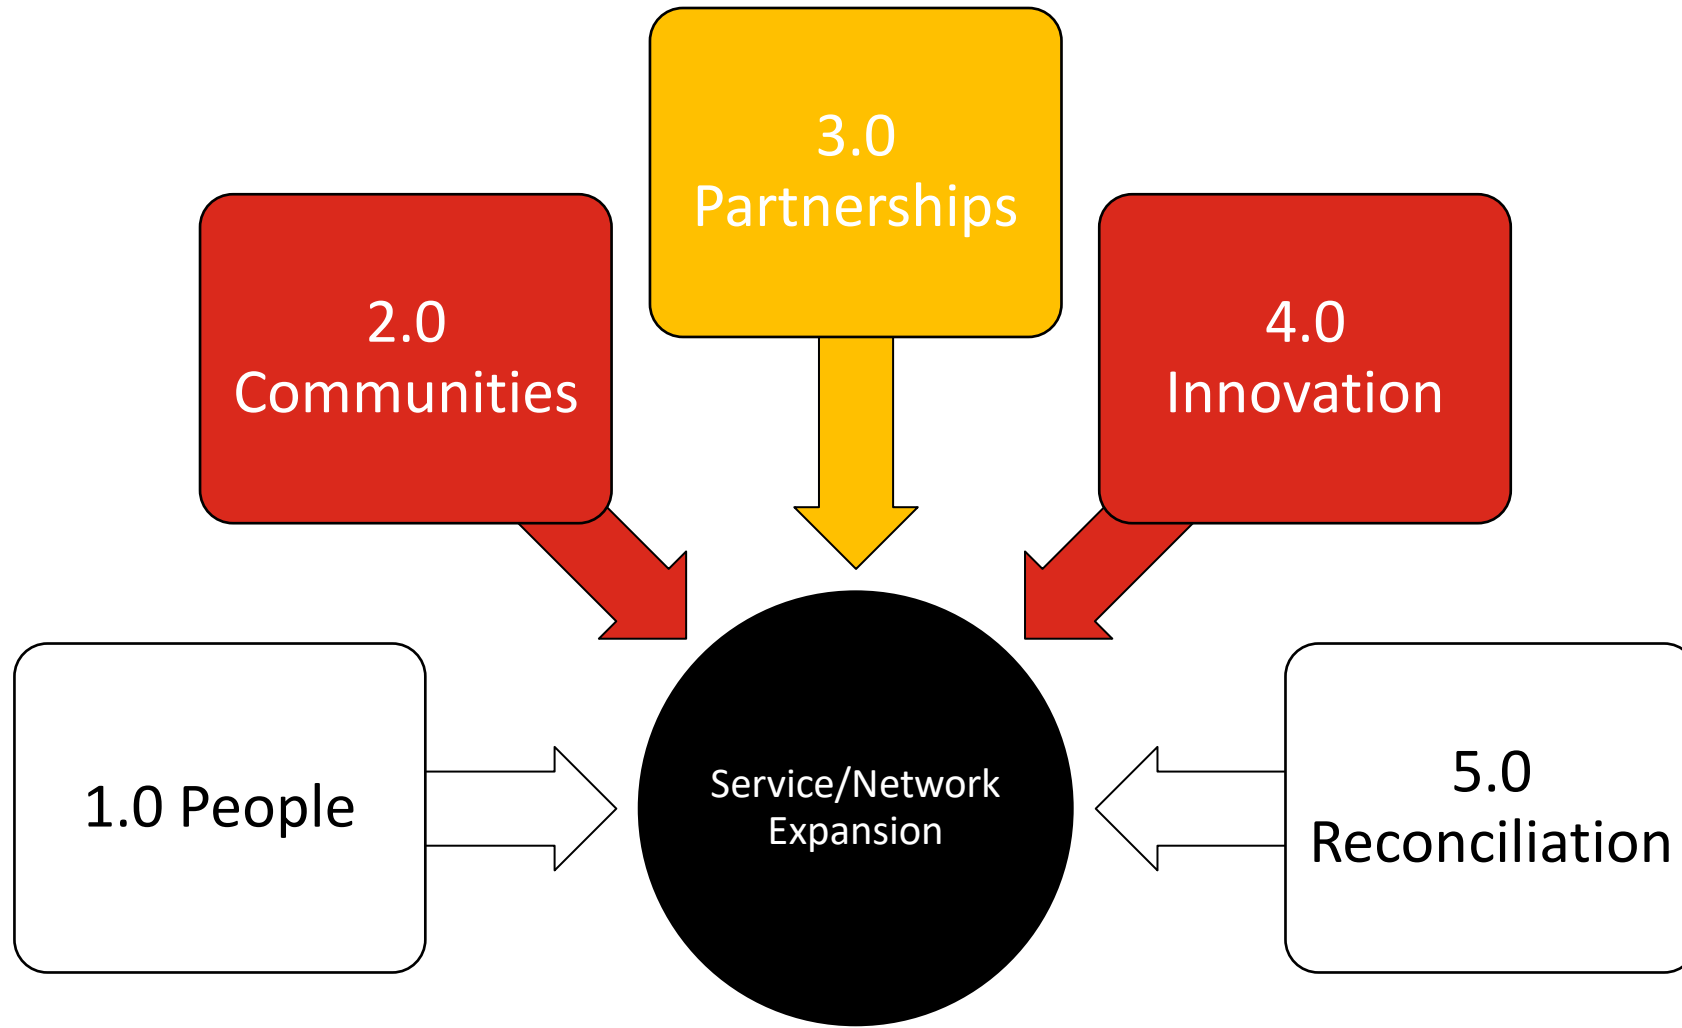 3.0
Partnerships
2.0
Communities
4.0
Innovation
1.0 People
Service/Network
Expansion
5.0
Reconciliation